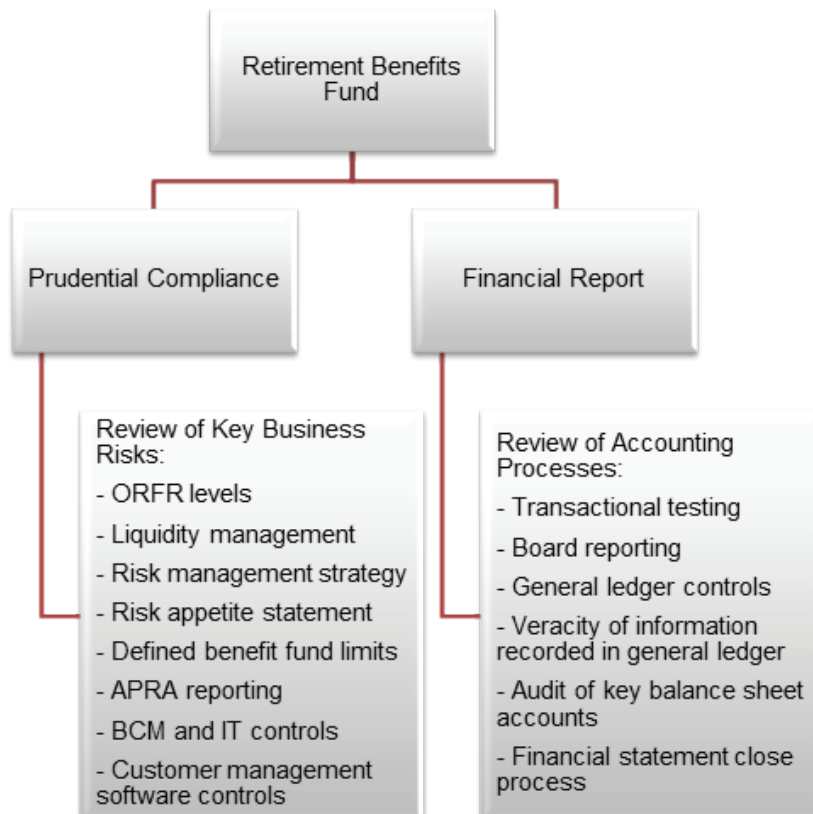 Retirement Benefits
Fund
Prudential Compliance
Financial Report
Review of Key Business
Risks:
- ORFR levels
- Liquidity management
- Risk management strategy
- Risk appetite statement
- Defined benefit fund limits
- APRA reporting
- BCM and IT controls
- Customer management
software controls
Review of Accounting
Processes:
- Transactional testing
- Board reporting
- General ledger controls
- Veracity of information
recorded in general ledger
- Audit of key balance sheet
accounts
- Financial statement close
process